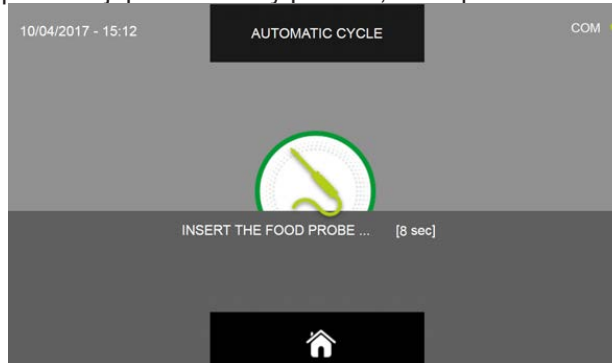 10/04/2017 - 15:12
AUTOMATIC CYCLE
COM
INSERT THE FOOD PROBE ... [8 sec]